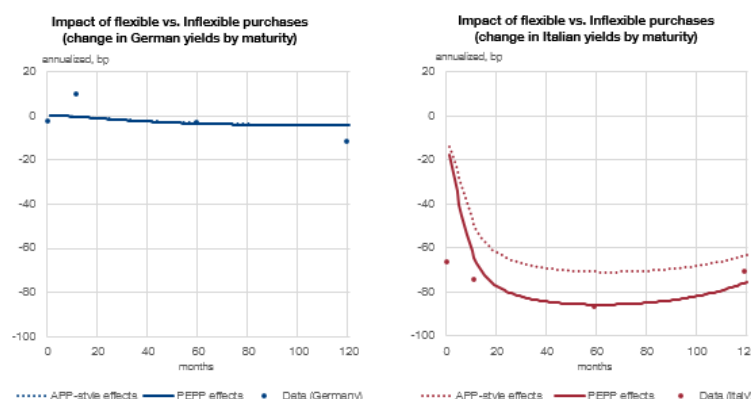 Impact of flexible vs. Inflexible purchases
(change in German yields by maturity)
annualized, bp
20
0
-20
-40
-60
-80
-100
0 20 40 60 80 100 120
months
APP-style effects PEPP effects Data (Germany)
Impact of flexible vs. Inflexible purchases
(change in Italian yields by maturity)
annualized, bp
20
0
-20
-40
-60
-80
-100
0 20 40 60 80 100 120
months
APP-style effects PEPP effects Data (Italy